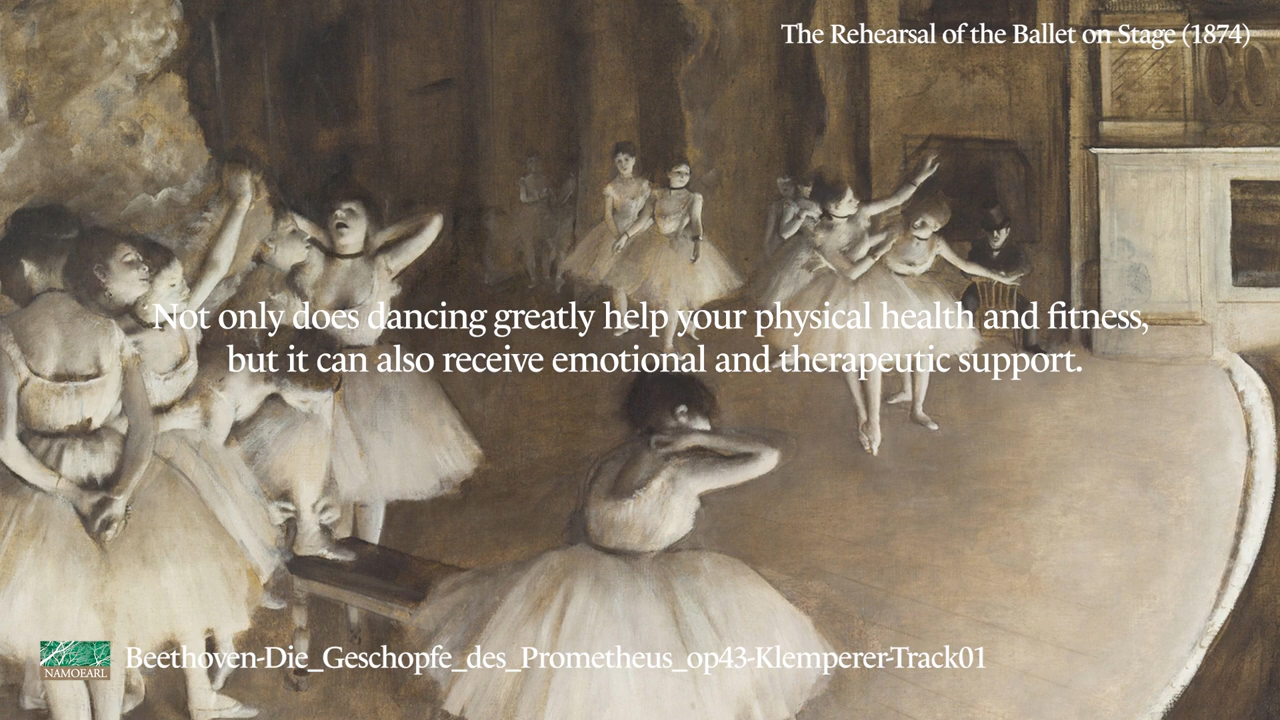 The Rehearsal of the Ballet on Stage (1874)
Not only does dancing greatly help your physical health and fitness,
but it can also receive emotional and therapeutic support.
NAMOEARL
Beethoven-Die_Geschopfe_des_Prometheus_op43-Klemperer-Track01